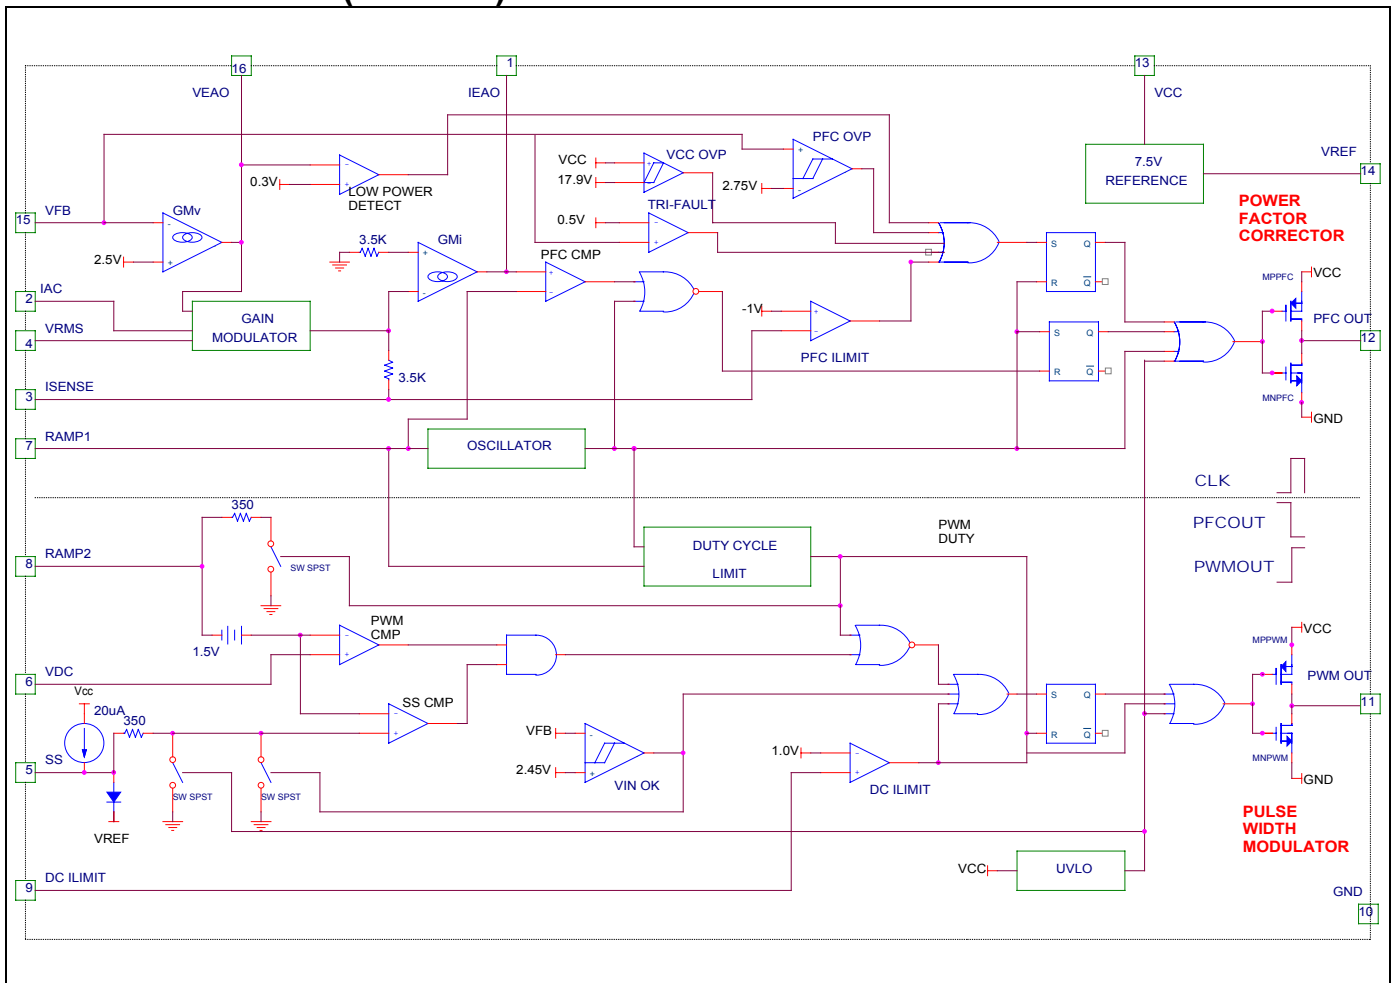 16
1
13
VEAO
IEAO
VCC
PFC OVP
VCC OVP
VCC
17.9V
0.3V
LOW POWER
DETECT
2.75V
7.5V
REFERENCE
VREF
14
TRI-FAULT
0.5V
POWER
FACTOR
CORRECTOR
15
VFB
GMv
2.5V
3.5K
GMi
PFC CMP
S
Q
R
Q
MPPFC
VCC
2
IAC
GAIN
MODULATOR
-1V
PFC ILIMIT
PFC OUT
12
4
VRMS
S
Q
R
Q
3.5K
3
ISENSE
MNPFC
GND
7
RAMP1
OSCILLATOR
CLK
350
PFCOUT
PWM
DUTY
DUTY CYCLE
LIMIT
8
RAMP2
SW SPST
PWMOUT
PWM
CMP
1.5V
MPPWM
VCC
6
VDC
PWM OUT
Vcc
20uA
350
SS CMP
S
Q
R
Q
11
VFB
1.0V
MNPWM
5
SS
2.45V
VIN OK
DC ILIMIT
GND
SW SPST
SW SPST
VREF
PULSE
WIDTH
MODULATOR
9
DC ILIMIT
VCC
UVLO
GND
10